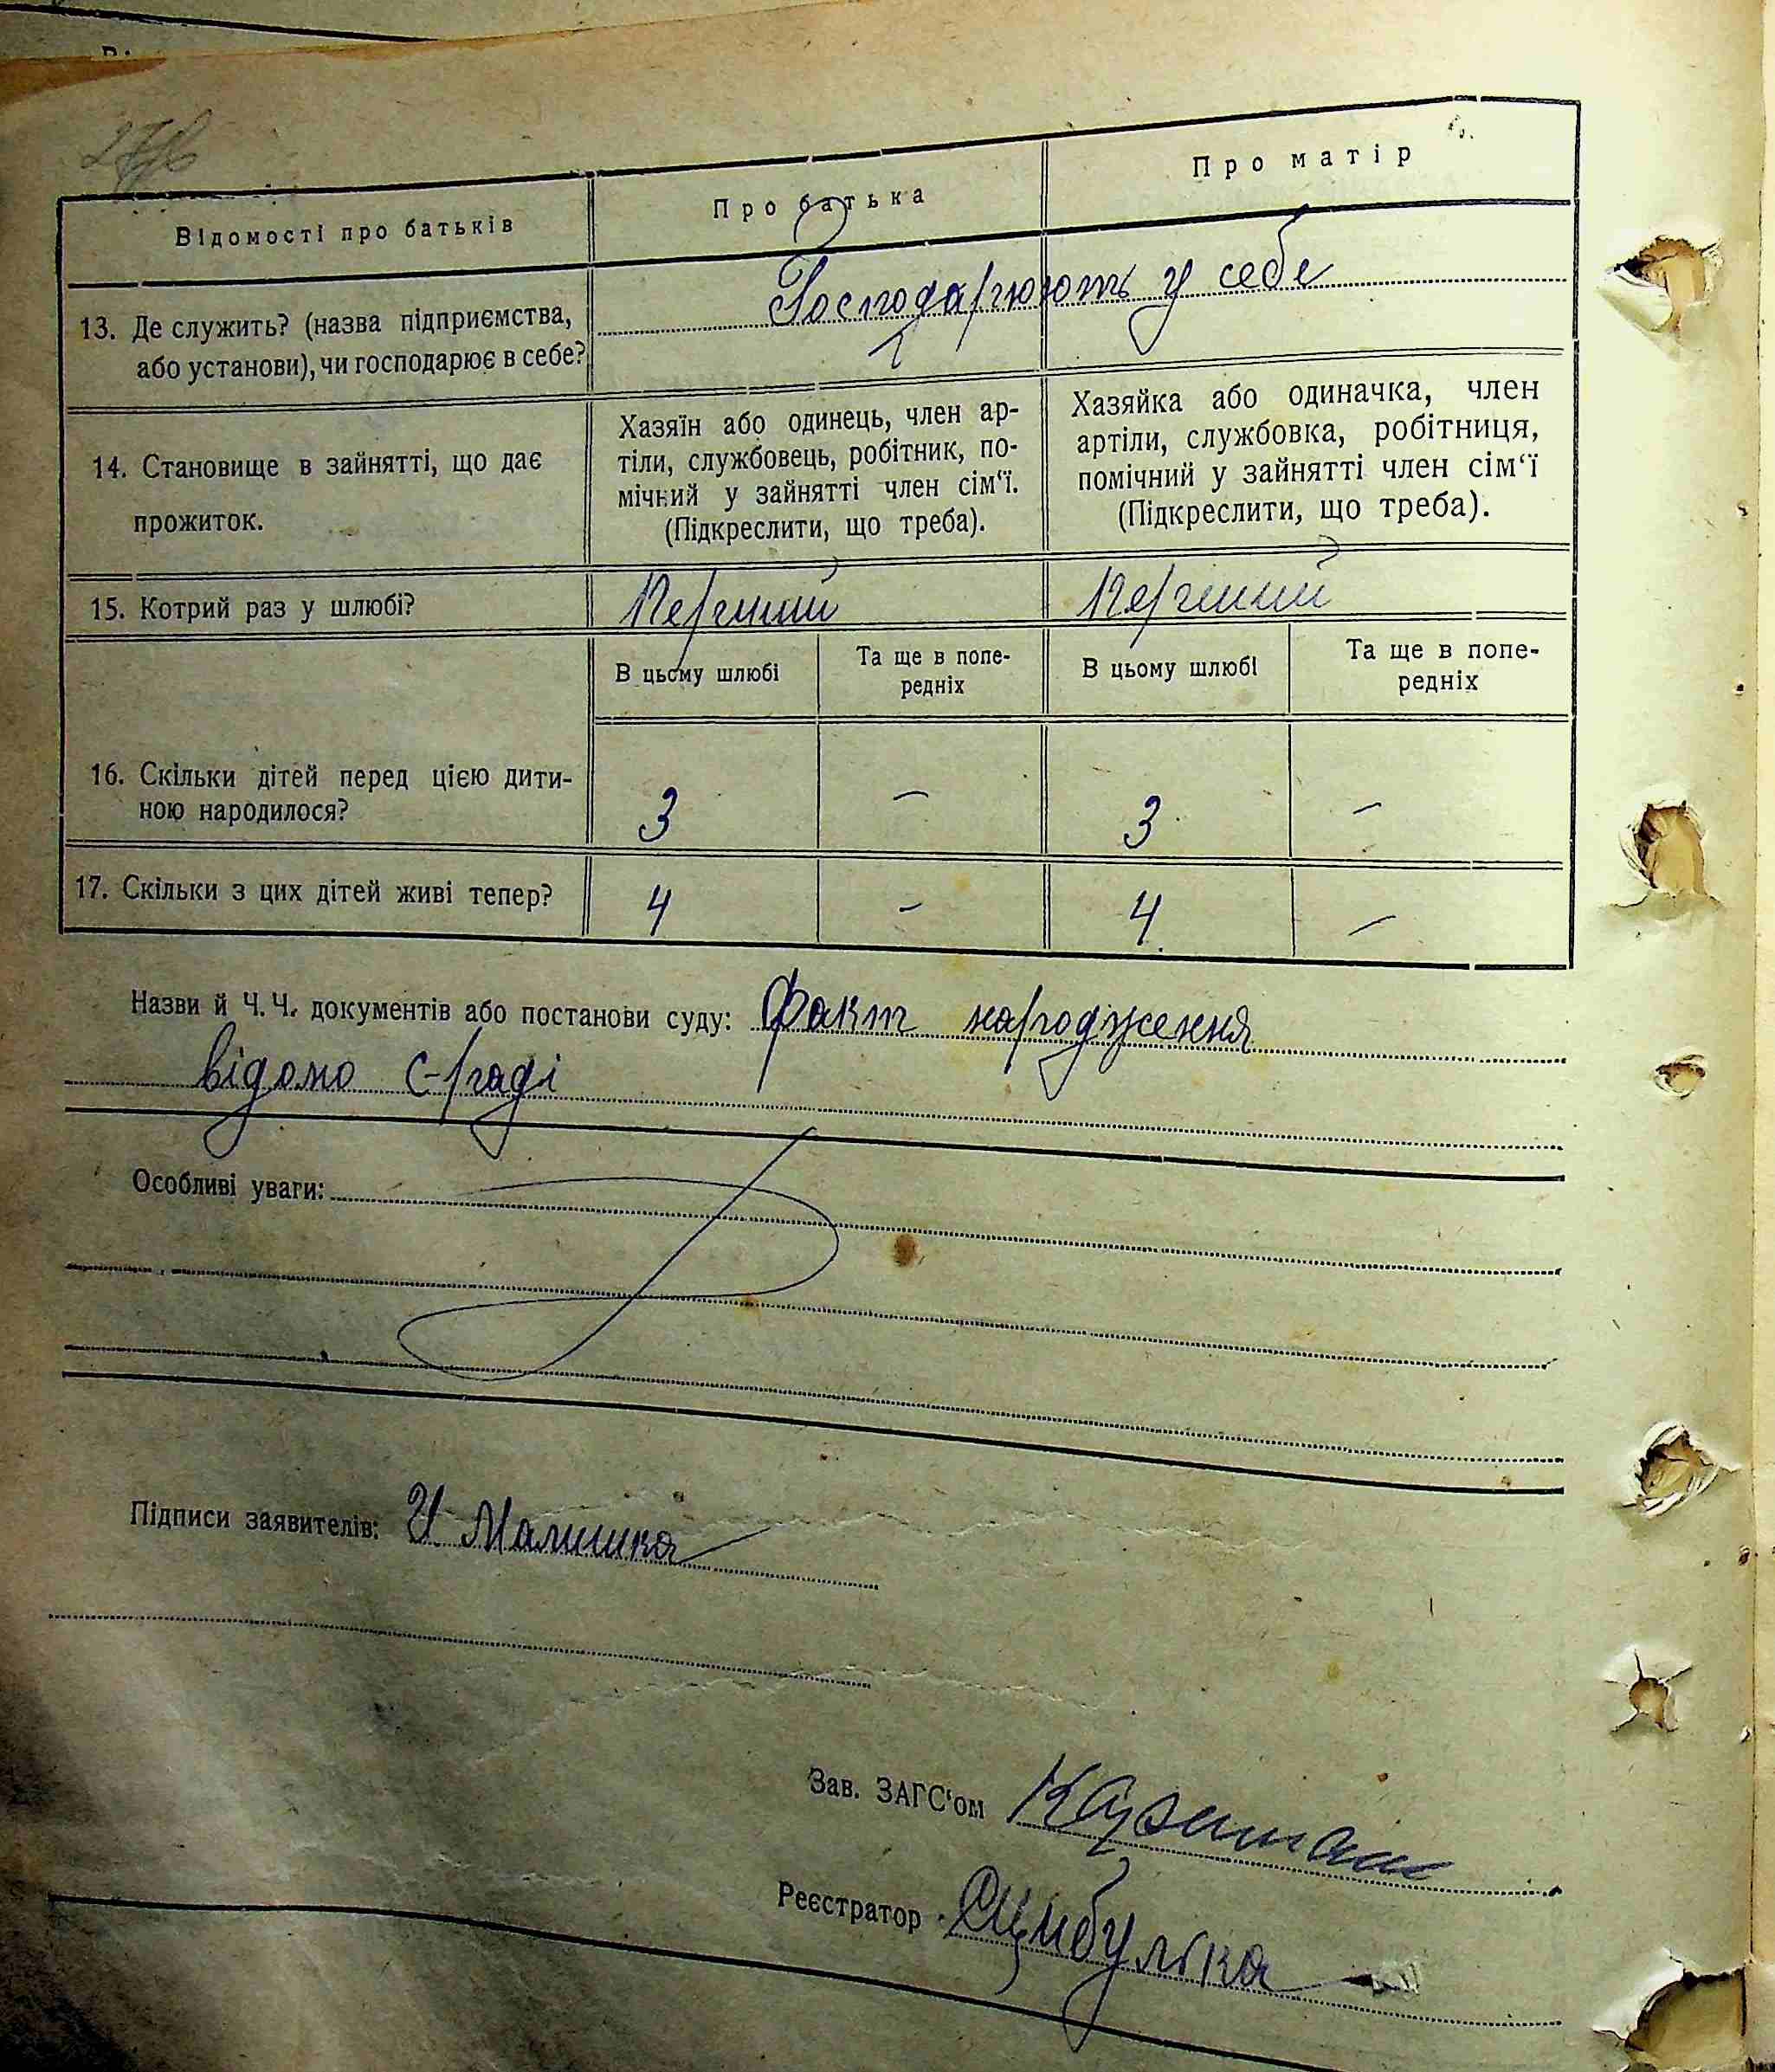 Відомості про батьків
Про батька
Про матір
13. Де служить? (назва підприємства,
або установи), чи господарює в себе?
Господарюють у себе
14. Становище в зайнятті, що дає
прожиток.
Хазяїн або одинець, член ар-
тіли, службовець, робітник, по-
мічний у зайнятті член сім‘ї.
(Підкреслити, що треба).
Хазяйка або одиначка, член
артіли, службовка, робітниця,
помічний у зайнятті член сім‘ї
(Підкреслити, що треба).
15. Котрий раз у шлюбі?
Перший
Перший
В цьому шлюбі
Та ще в попе-
редніх
В цьому шлюбі
Та ще в попе-
редніх
16. Скільки дітей перед цією дити-
ною народилося?
3
–
3
–
17. Скільки з цих дітей живі тепер?
4
–
4
–
Назви й Ч.Ч. документів або постанови суду: Факт народження
відомо с-раді
Особливі уваги:
Підписи заявителів: И Малишка
Зав. ЗАГС‘ом
Реєстратор Цимбулька